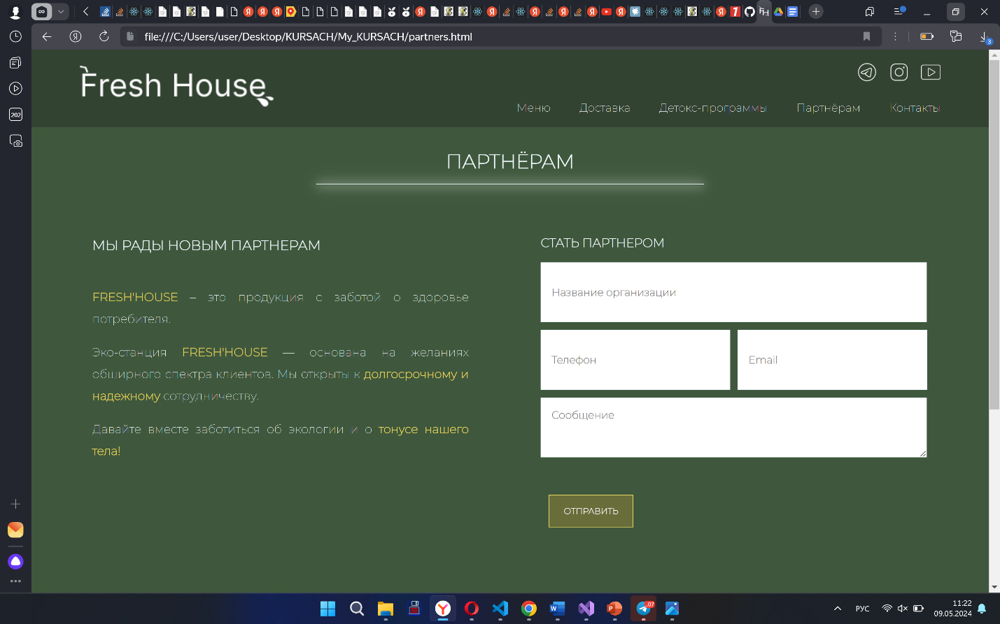 file:///C:/Users/user/Desktop/KURSACH/My_KURSACH/partners.html
3
202
Fresh House
Меню Доставка Детокс-программы Партнёрам Контакты
ПАРТНЁРАМ
МЫ РАДЫ НОВЫМ ПАРТНЕРАМ
FRESH'HOUSE – это продукция с заботой о здоровье
потребителя.
Эко-станция FRESH'HOUSE — основана на желаниях
обширного спектра клиентов. Мы открыты к долгосрочному и
надежному сотрудничеству.
Давайте вместе заботиться об экологии и о тонусе нашего
тела!
СТАТЬ ПАРТНЕРОМ
Название организации
Телефон Email
Сообщение
ОТПРАВИТЬ
РУС
11:22
09.05.2024